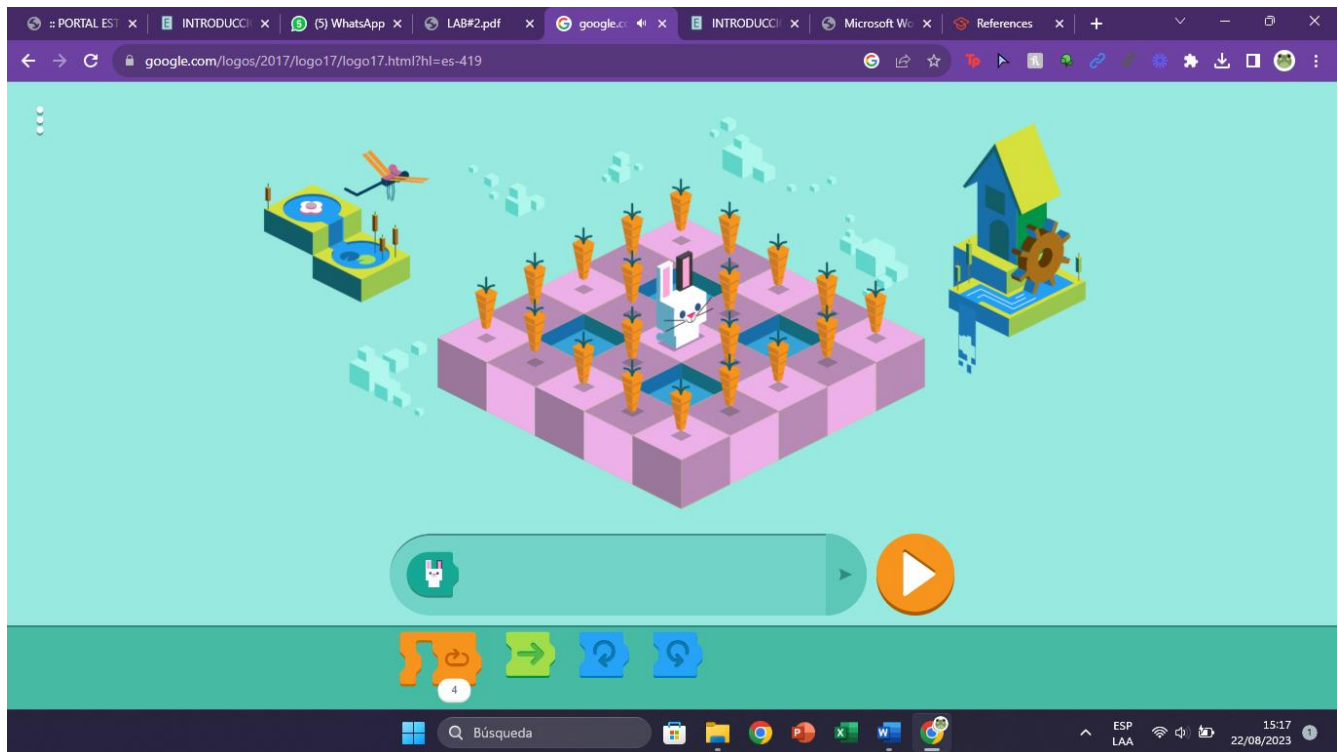 :: PORTAL EST
INTRODUCCI
(5) WhatsApp
LAB#2.pdf
google.c
INTRODUCCI
Microsoft Wo
References
google.com/logos/2017/logo17/logo17.html?hl=es-419
4
Búsqueda
ESP
LAA
15:17
22/08/2023
1